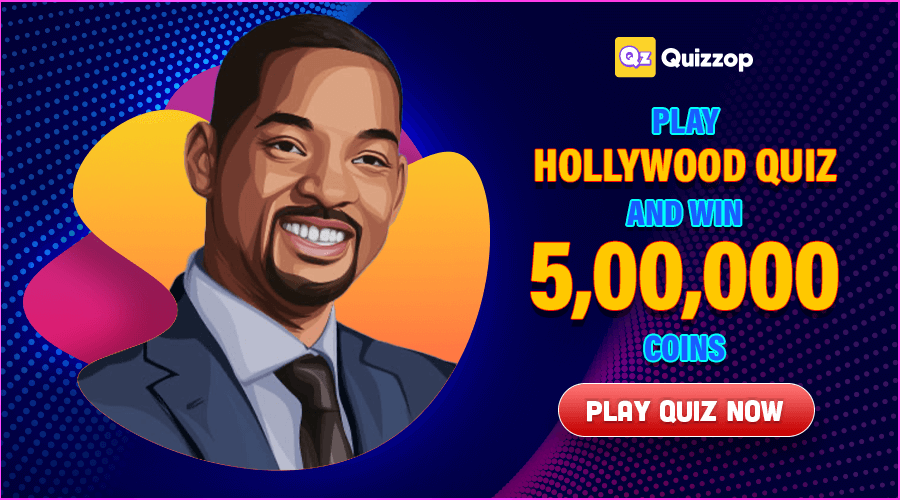 Qz Quizzop
PLAY
HOLLYWOOD QUIZ
AND WIN
5,00,000
COINS
PLAY QUIZ NOW